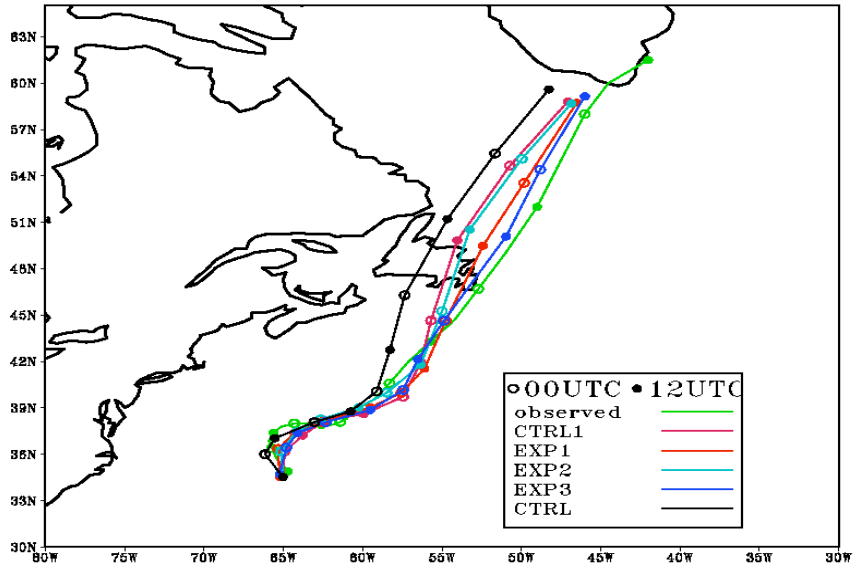 63N
60N
57N
54N
51N
48N
45N
42N
39N
36N
33N
30N
80W 75W 70W 65W 60W 55W 50W 45W 40W 35W 30W
00UTC 12UTC
observed
CTRL1
EXP1
EXP2
EXP3
CTRL